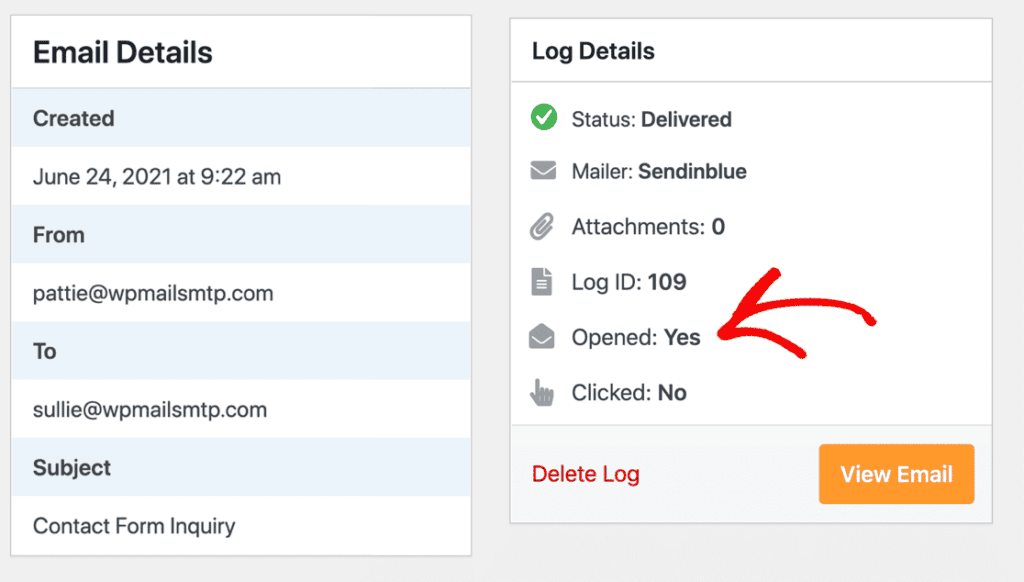 Email Details
Created
June 24, 2021 at 9:22 am
From
pattie@wpmailsmtp.com
To
sullie@wpmailsmtp.com
Subject
Contact Form Inquiry
Log Details
Status: Delivered
Mailer: Sendinblue
Attachments: 0
Log ID: 109
Opened: Yes
Clicked: No
Delete Log
View Email